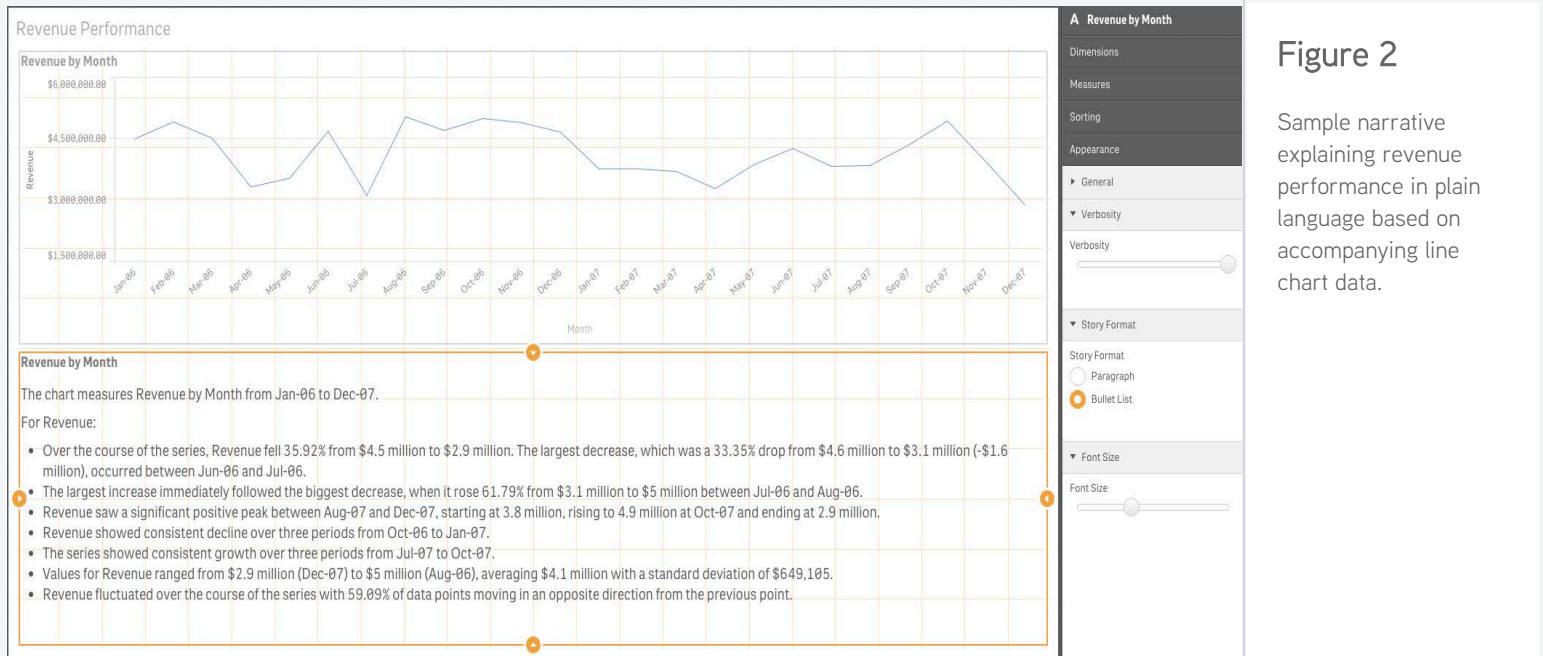 Revenue Performance
Revenue by Month
$6,000,000.00
$4,500,000.00
$3,000,000.00
$1,500,000.00
Revenue
Jan-06
Feb-06
Mar-06
Apr-06
May-06
Jun-06
Jul-06
Aug-06
Sep-06
Oct-06
Nov-06
Dec-06
Jan-07
Feb-07
Mar-07
Apr-07
May-07
Jun-07
Jul-07
Aug-07
Sep-07
Oct-07
Nov-07
Dec-07
Month
Revenue by Month
The chart measures Revenue by Month from Jan-06 to Dec-07.
For Revenue:
• Over the course of the series, Revenue fell 35.92% from $4.5 million to $2.9 million. The largest decrease, which was a 33.35% drop from $4.6 million to $3.1 million (-$1.6
million), occurred between Jun-06 and Jul-06.
• The largest increase immediately followed the biggest decrease, when it rose 61.79% from $3.1 million to $5 million between Jul-06 and Aug-06.
• Revenue saw a significant positive peak between Aug-07 and Dec-07, starting at 3.8 million, rising to 4.9 million at Oct-07 and ending at 2.9 million.
• Revenue showed consistent decline over three periods from Oct-06 to Jan-07.
• The series showed consistent growth over three periods from Jul-07 to Oct-07.
• Values for Revenue ranged from $2.9 million (Dec-07) to $5 million (Aug-06), averaging $4.1 million with a standard deviation of $649,105.
• Revenue fluctuated over the course of the series with 59.09% of data points moving in an opposite direction from the previous point.
A Revenue by Month
Dimensions
Measures
Sorting
Appearance
General
Verbosity
Verbosity
Story Format
Story Format
Paragraph
Bullet List
Font Size
Font Size
Figure 2
Sample narrative
explaining revenue
performance in plain
language based on
accompanying line
chart data.